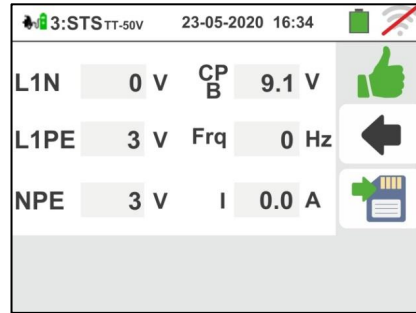 3:STS TT-50V 23-05-2020 16:34
L1N 0 V CP B 9.1 V
L1PE 3 V Frq 0 Hz
NPE 3 V I 0.0 A